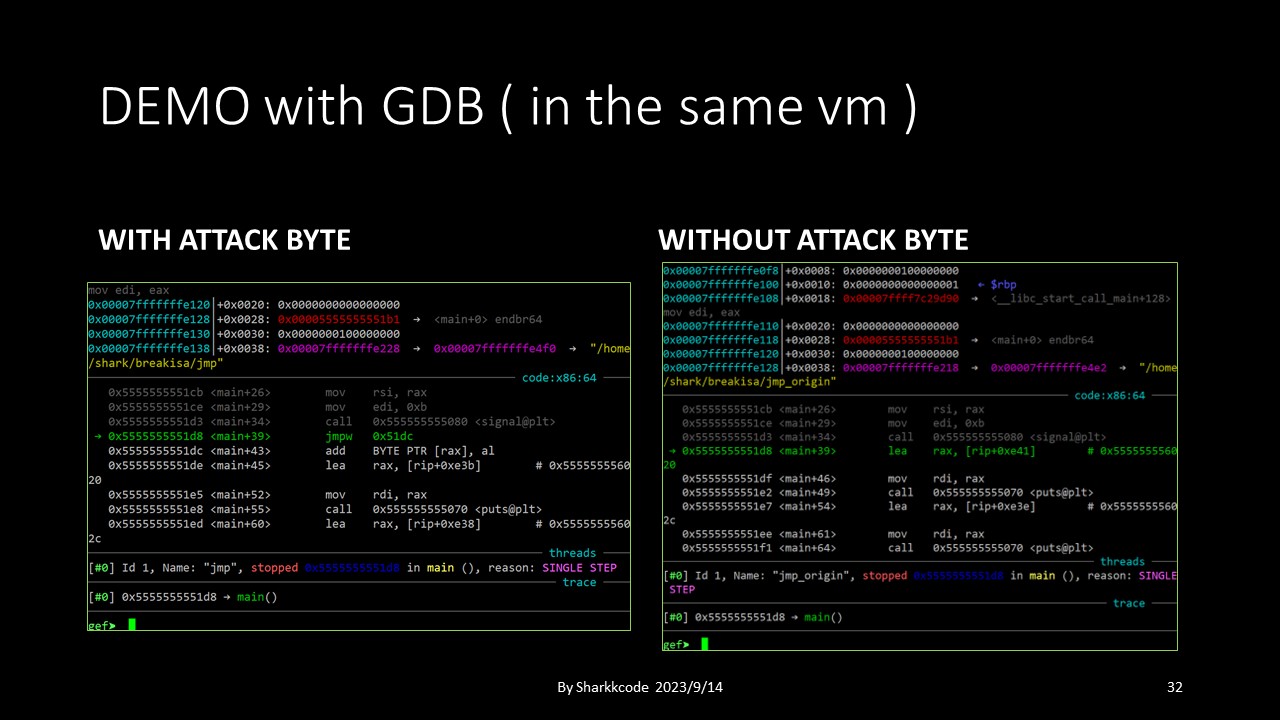 DEMO with GDB ( in the same vm )
WITH ATTACK BYTE
mov edi, eax
0x00007fffffffe120│+0x0020: 0x0000000000000000
0x00007fffffffe128│+0x0028: 0x00005555555551b1 → <main+0> endbr64
0x00007fffffffe130│+0x0030: 0x0000000100000000
0x00007fffffffe138│+0x0038: 0x00007fffffffe228 → 0x00007fffffffe4f0 → "/home
/shark/breakisa/jmp"
code:x86:64
0x5555555551cb <main+26> mov rsi, rax
0x5555555551ce <main+29> mov edi, 0xb
0x5555555551d3 <main+34> call 0x555555555080 <signal@plt>
→ 0x5555555551d8 <main+39> jmpw 0x51dc
0x5555555551dc <main+43> add BYTE PTR [rax], al
0x5555555551de <main+45> lea rax, [rip+0xe3b] # 0x5555555560
20
0x5555555551e5 <main+52> mov rdi, rax
0x5555555551e8 <main+55> call 0x555555555070 <puts@plt>
0x5555555551ed <main+60> lea rax, [rip+0xe38] # 0x5555555560
2c
threads
[#0] Id 1, Name: "jmp", stopped 0x5555555551d8 in main (), reason: SINGLE STEP
trace
[#0] 0x5555555551d8 → main()
gef➤
WITHOUT ATTACK BYTE
0x00007fffffffe0f8│+0x0008: 0x0000000100000000
0x00007fffffffe100│+0x0010: 0x0000000000000001 ← $rbp
0x00007fffffffe108│+0x0018: 0x00007ffff7c29d90 → <__libc_start_call_main+128>
mov edi, eax
0x00007fffffffe110│+0x0020: 0x0000000000000000
0x00007fffffffe118│+0x0028: 0x00005555555551b1 → <main+0> endbr64
0x00007fffffffe120│+0x0030: 0x0000000100000000
0x00007fffffffe128│+0x0038: 0x00007fffffffe218 → 0x00007fffffffe4e2 → "/home
/shark/breakisa/jmp_origin"
code:x86:64
0x5555555551cb <main+26> mov rsi, rax
0x5555555551ce <main+29> mov edi, 0xb
0x5555555551d3 <main+34> call 0x555555555080 <signal@plt>
→ 0x5555555551d8 <main+39> lea rax, [rip+0xe41] # 0x5555555560
20
0x5555555551df <main+46> mov rdi, rax
0x5555555551e2 <main+49> call 0x555555555070 <puts@plt>
0x5555555551e7 <main+54> lea rax, [rip+0xe3e] # 0x5555555560
2c
0x5555555551ee <main+61> mov rdi, rax
0x5555555551f1 <main+64> call 0x555555555070 <puts@plt>
threads
[#0] Id 1, Name: "jmp_origin", stopped 0x5555555551d8 in main (), reason: SINGLE
STEP
trace
[#0] 0x5555555551d8 → main()
gef➤
By Sharkkcode 2023/9/14
32